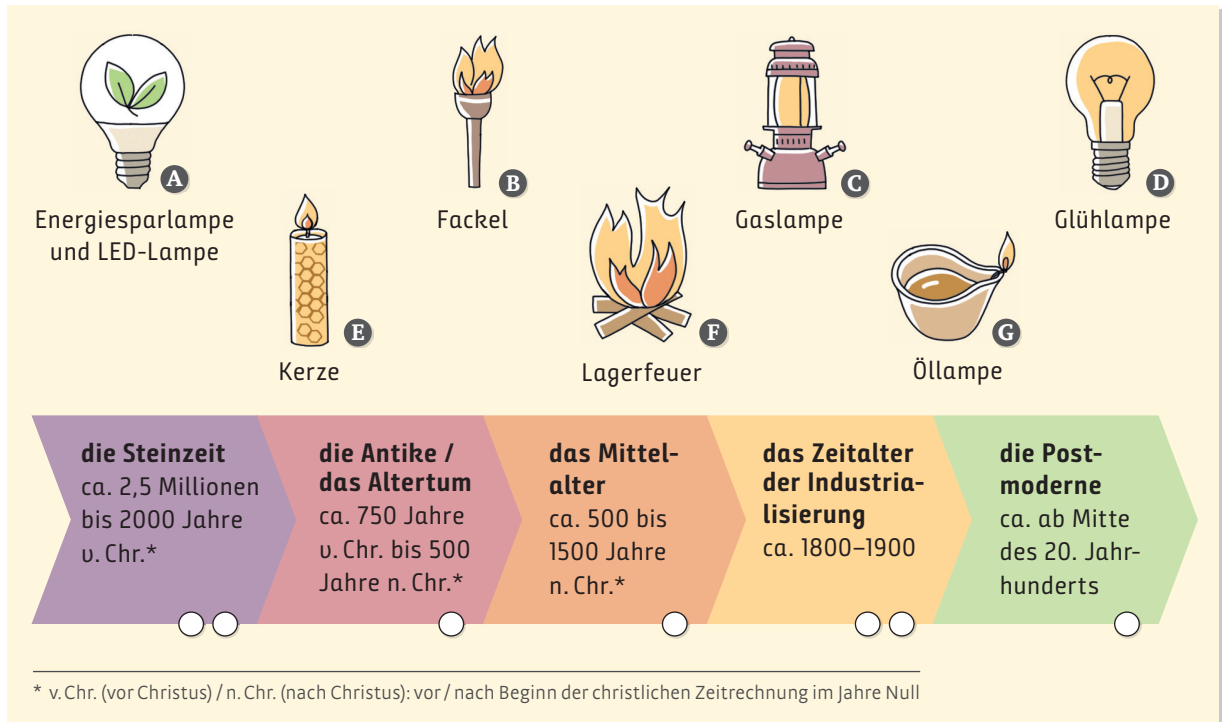 A
Energiesparlampe
und LED-Lampe
B
Fackel
C
Gaslampe
D
Glühlampe
E
Kerze
F
Lagerfeuer
G
Öllampe
die Steinzeit
ca. 2,5 Millionen
bis 2000 Jahre
v. Chr.*
die Antike /
das Altertum
ca. 750 Jahre
v. Chr. bis 500
Jahre n. Chr.*
das Mittel-
alter
ca. 500 bis
1500 Jahre
n. Chr.*
das Zeitalter
der Industria-
lisierung
ca. 1800–1900
die Post-
moderne
ca. ab Mitte
des 20. Jahr-
hunderts
* v. Chr. (vor Christus) / n. Chr. (nach Christus): vor / nach Beginn der christlichen Zeitrechnung im Jahre Null